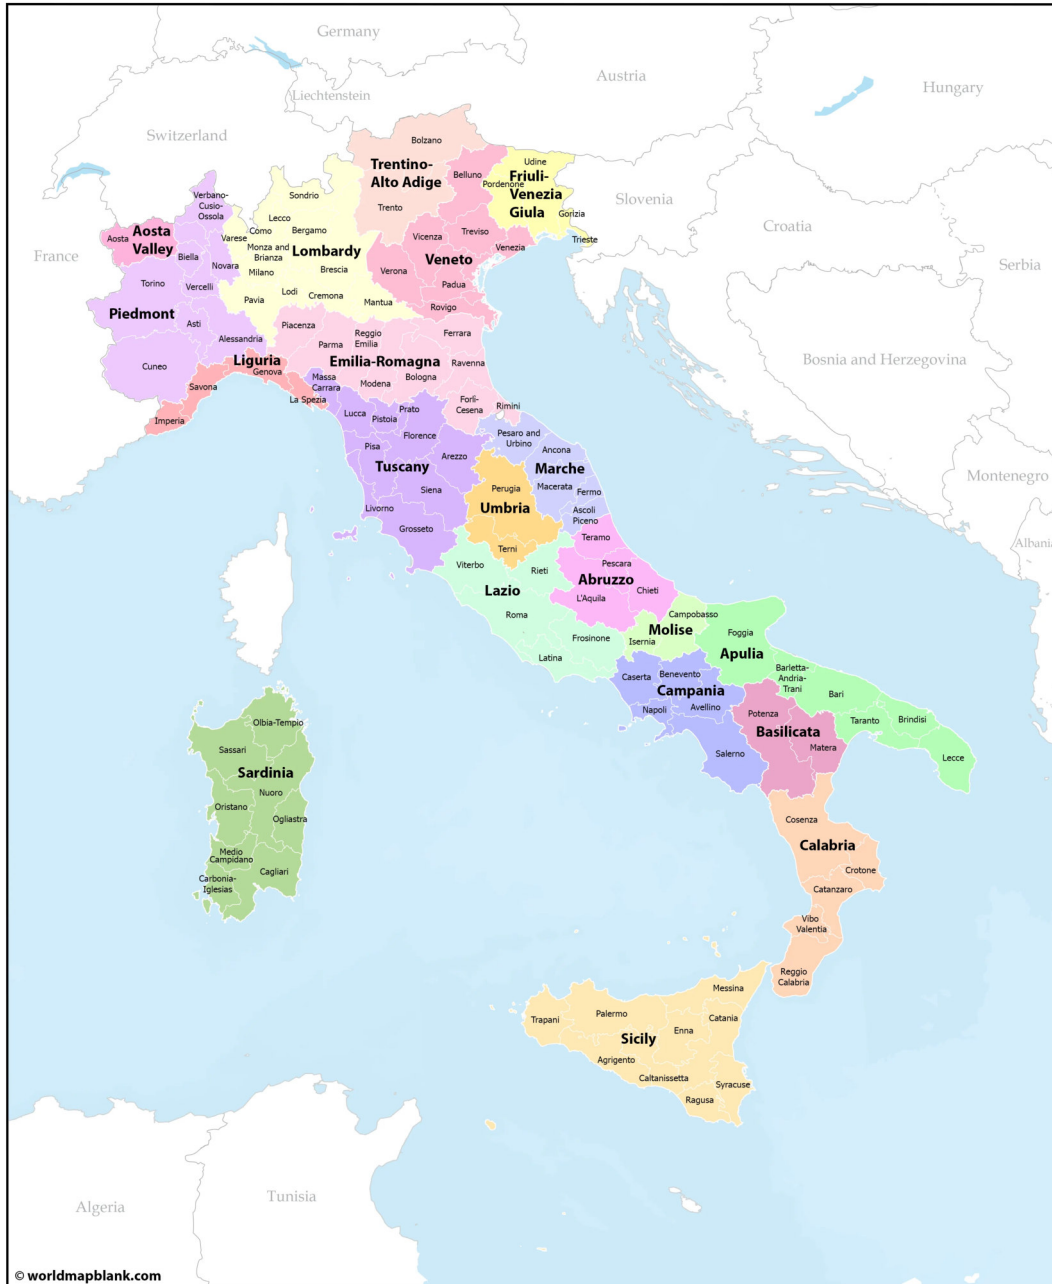 Germany
Austria
Hungary
Liechtenstein
Switzerland
Bolzano
Trentino-
Alto Adige
Trento
Belluno
Udine
Pordenone
Friuli-
Venezia
Giula
Gorizia
Trieste
Slovenia
Croatia
Serbia
France
Verbano-
Cusio-
Ossola
Sondrio
Lecco
Como
Bergamo
Varese
Monza and
Brianza
Lombardy
Milano
Brescia
Lodi
Cremona
Mantua
Pavia
Aosta
Aosta
Valley
Biella
Novara
Torino
Vercelli
Piedmont
Asti
Alessandria
Cuneo
Vicenza
Treviso
Venezia
Verona
Veneto
Padua
Rovigo
Liguria
Genova
Savona
Imperia
La Spezia
Piacenza
Parma
Reggio
Emilia
Ferrara
Emilia-Romagna
Ravenna
Modena
Bologna
Forli-
Cesena
Rimini
Bosnia and Herzegovina
Montenegro
Albania
Massa
Carrara
Lucca
Pistoia
Prato
Florence
Pisa
Arezzo
Tuscany
Siena
Livorno
Grosseto
Pesaro and
Urbino
Ancona
Marche
Macerata
Fermo
Ascoli
Piceno
Perugia
Umbria
Terni
Teramo
Pescara
Abruzzo
L'Aquila
Chieti
Viterbo
Rieti
Lazio
Roma
Frosinone
Latina
Campobasso
Molise
Isernia
Foggia
Apulia
Barletta-
Andria-
Trani
Bari
Taranto
Brindisi
Lecce
Caserta
Benevento
Campania
Napoli
Avellino
Salerno
Potenza
Basilicata
Matera
Olbia-Tempio
Sassari
Sardinia
Nuoro
Oristano
Ogliastra
Medio
Campidano
Carbonia-
Iglesias
Cagliari
Cosenza
Calabria
Crotone
Catanzaro
Vibo
Valentia
Reggio
Calabria
Messina
Palermo
Trapani
Catania
Enna
Sicily
Agrigento
Caltanissetta
Syracuse
Ragusa
Algeria
Tunisia
© worldmapblank.com